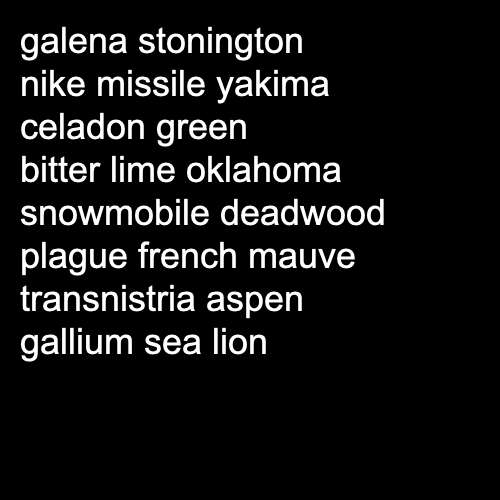 galena stonington
nike missile yakima
celadon green
bitter lime oklahoma
snowmobile deadwood
plague french mauve
transnistria aspen
gallium sea lion